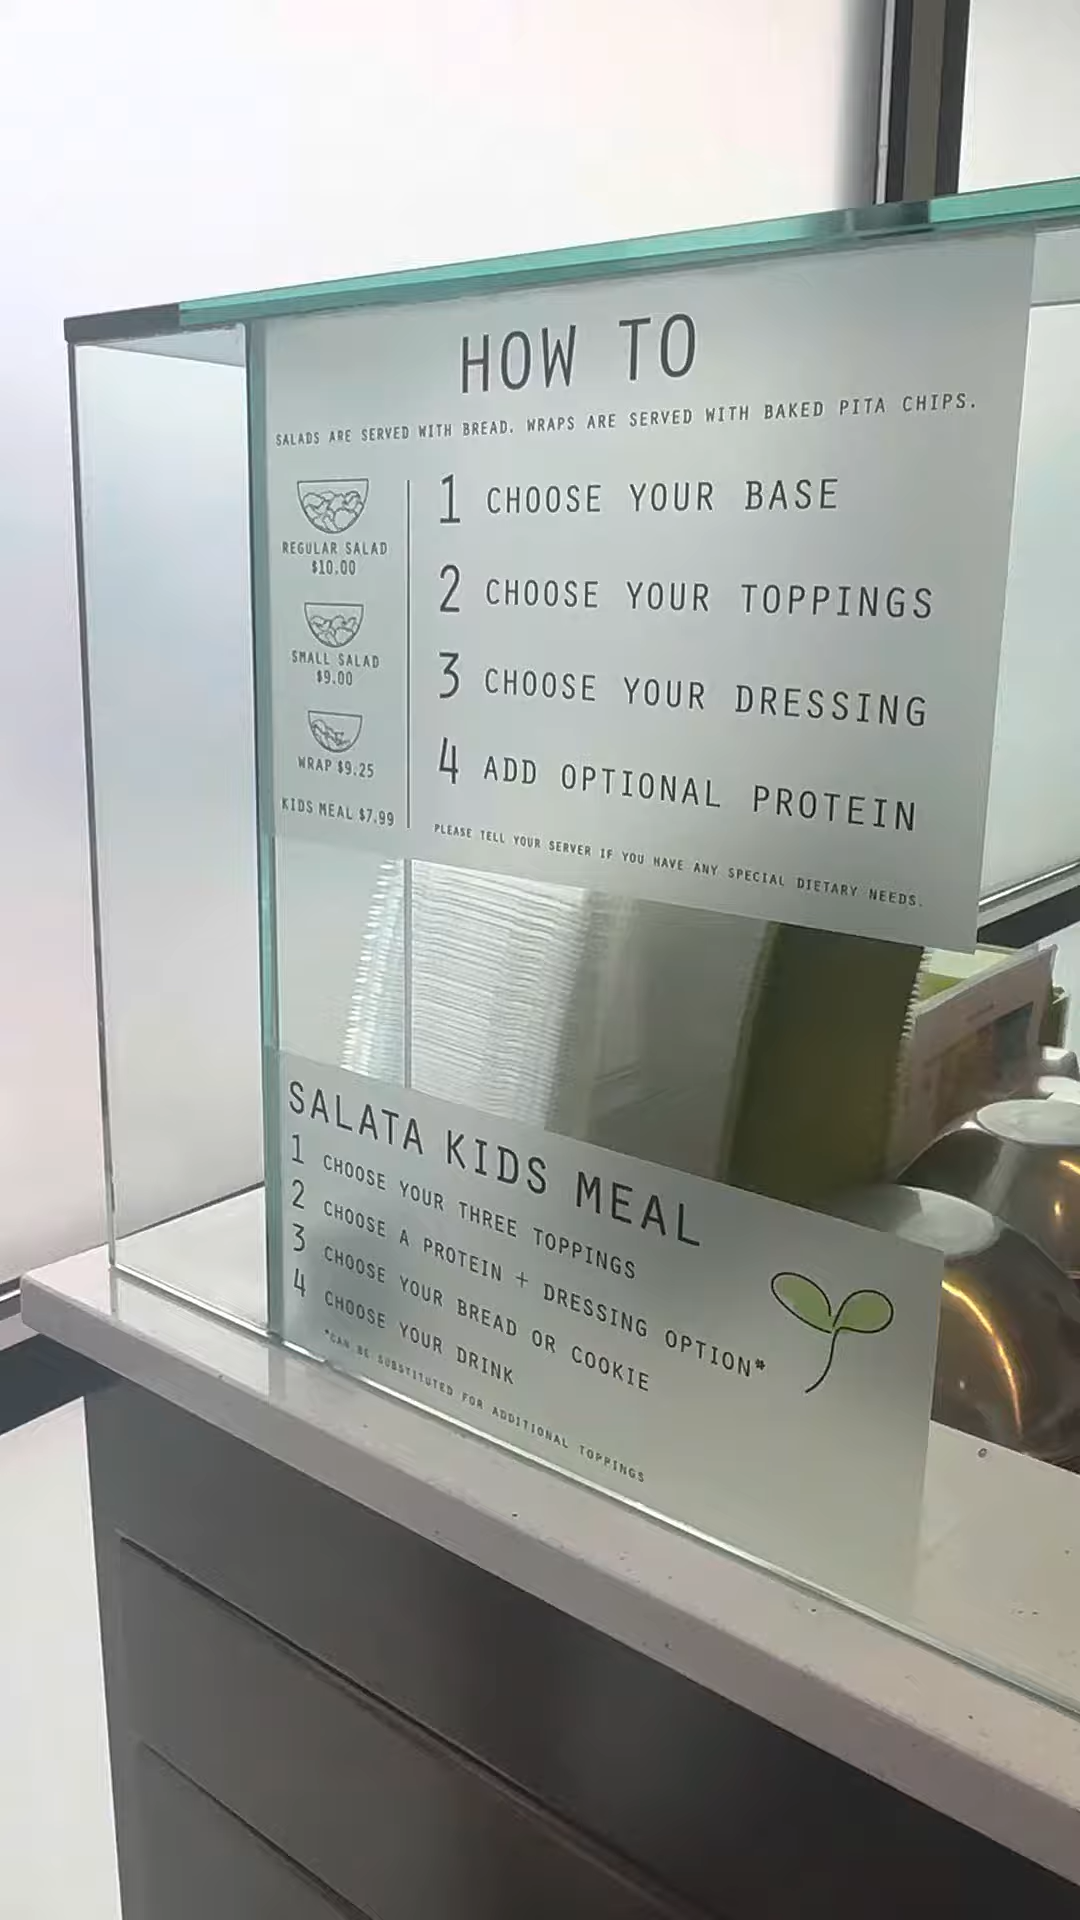 HOW TO
SALADS ARE SERVED WITH BREAD. WRAPS ARE SERVED WITH BAKED PITA CHIPS.
REGULAR SALAD
$10.00
SMALL SALAD
$9.00
WRAP $9.25
KIDS MEAL $7.99
1 CHOOSE YOUR BASE
2 CHOOSE YOUR TOPPINGS
3 CHOOSE YOUR DRESSING
4 ADD OPTIONAL PROTEIN
PLEASE TELL YOUR SERVER IF YOU HAVE ANY SPECIAL DIETARY NEEDS.
SALATA KIDS MEAL
1 CHOOSE YOUR THREE TOPPINGS
2 CHOOSE A PROTEIN + DRESSING OPTION*
3 CHOOSE YOUR BREAD OR COOKIE
4 CHOOSE YOUR DRINK
*CAN BE SUBSTITUTED FOR ADDITIONAL TOPPINGS